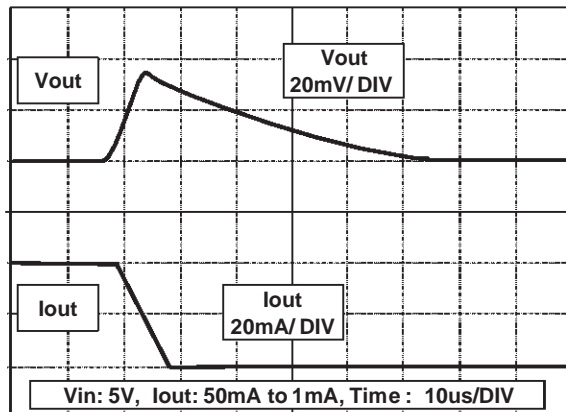 Vout
Vout
20mV/ DIV
Iout
Iout
20mA/ DIV
Vin: 5V, Iout: 50mA to 1mA, Time : 10us/DIV